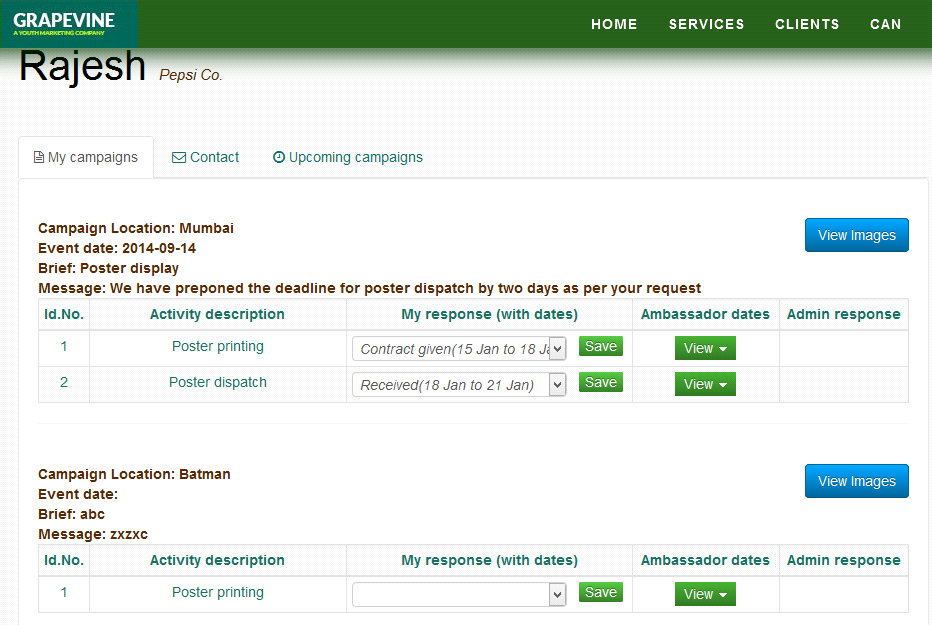 GRAPEVINE
A YOUTH MARKETING COMPANY
HOME SERVICES CLIENTS CAN
Rajesh Pepsi Co.
My campaigns Contact Upcoming campaigns
Campaign Location: Mumbai
View Images
Event date: 2014-09-14
Brief: Poster display
Message: We have preponed the deadline for poster dispatch by two days as per your request
Id.No. Activity description My response (with dates) Ambassador dates Admin response
1 Poster printing Contract given(15 Jan to 18 Ja Save View
2 Poster dispatch Received(18 Jan to 21 Jan) Save View
Campaign Location: Batman
View Images
Event date:
Brief: abc
Message: zxzxc
Id.No. Activity description My response (with dates) Ambassador dates Admin response
1 Poster printing Save View